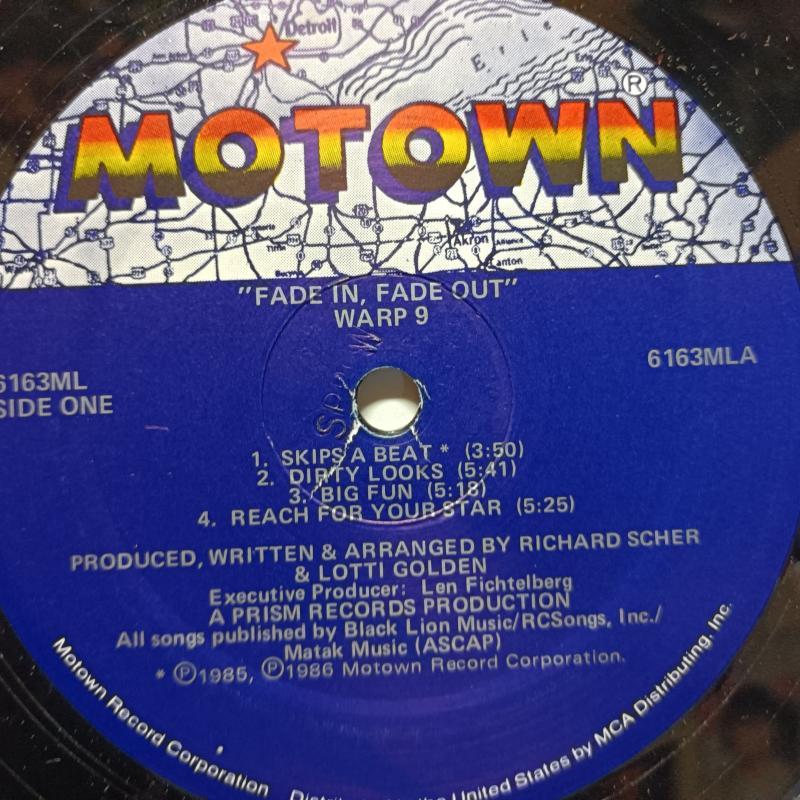 Detroit
Erie
MOTOWN®
Akron
Alliance
Canton
"FADE IN, FADE OUT"
WARP 9
6163ML
6163MLA
SIDE ONE
1. SKIPS A BEAT * (3:50)
2. DIRTY LOOKS (5:41)
3. BIG FUN (5:18)
4. REACH FOR YOUR STAR (5:25)
PRODUCED, WRITTEN & ARRANGED BY RICHARD SCHER
& LOTTI GOLDEN
Executive Producer: Len Fichtelberg
A PRISM RECORDS PRODUCTION
All songs published by Black Lion Music/RCSongs, Inc./
Matak Music (ASCAP)
* ℗1985, ℗1986 Motown Record Corporation.
Motown Record Corporation
United States by MCA Distributing, Inc.